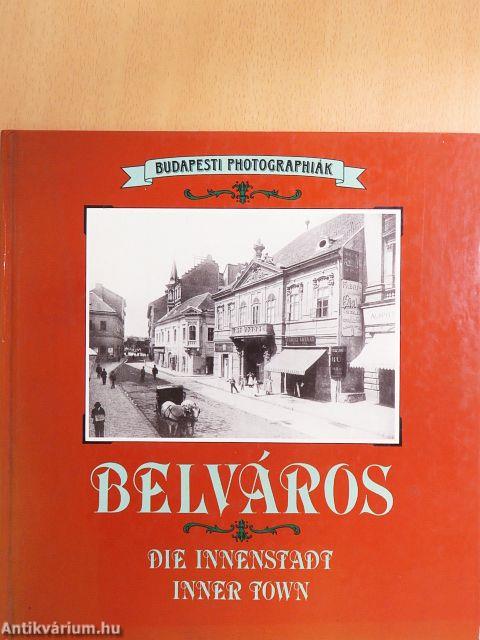 BUDAPESTI PHOTOGRAPHIÁK
BELVÁROS
DIE INNENSTADT
INNER TOWN
Antikvárium.hu